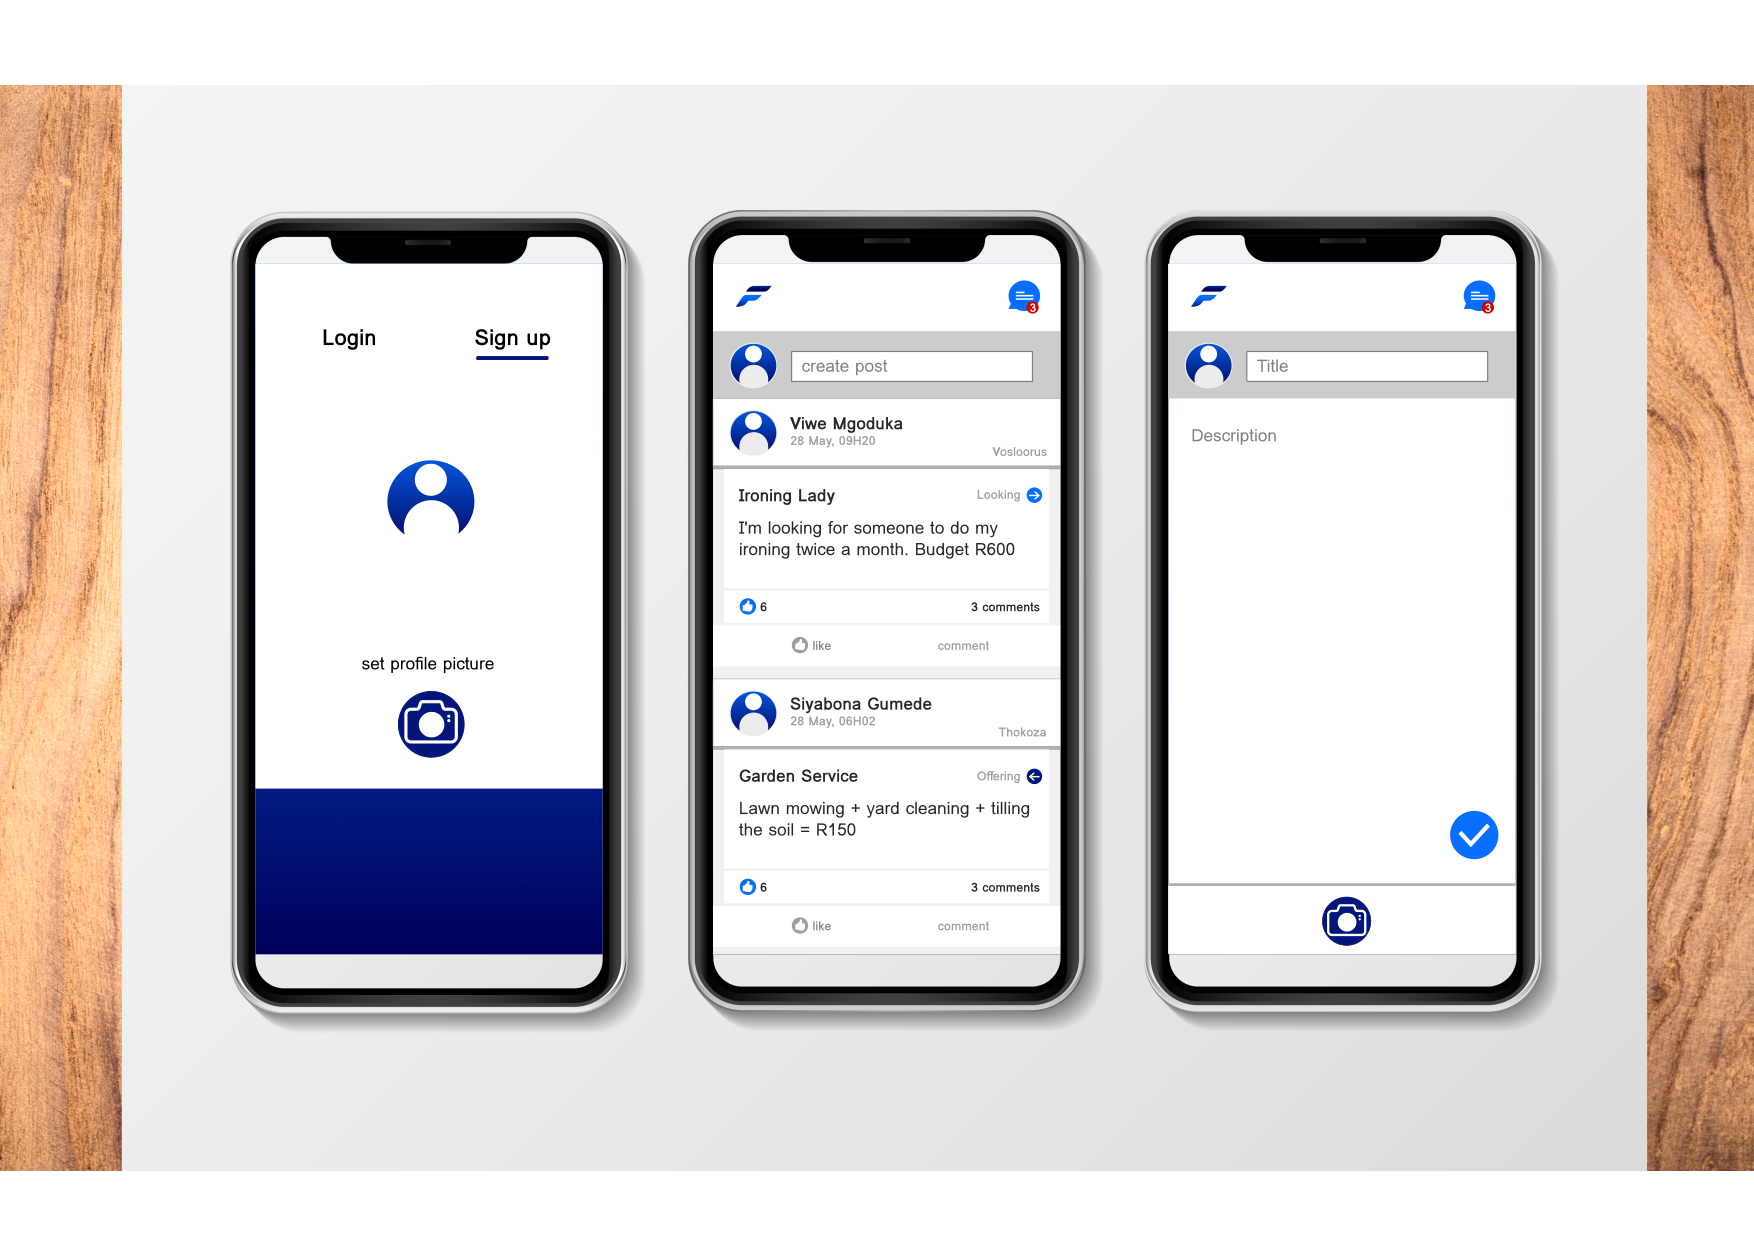 Login
Sign up
set profile picture
3
create post
Viwe Mgoduka
28 May, 09H20
Vosloorus
Ironing Lady
Looking
I'm looking for someone to do my
ironing twice a month. Budget R600
6
3 comments
like
comment
Siyabona Gumede
28 May, 06H02
Thokoza
Garden Service
Offering
Lawn mowing + yard cleaning + tilling
the soil = R150
6
3 comments
like
comment
3
Title
Description